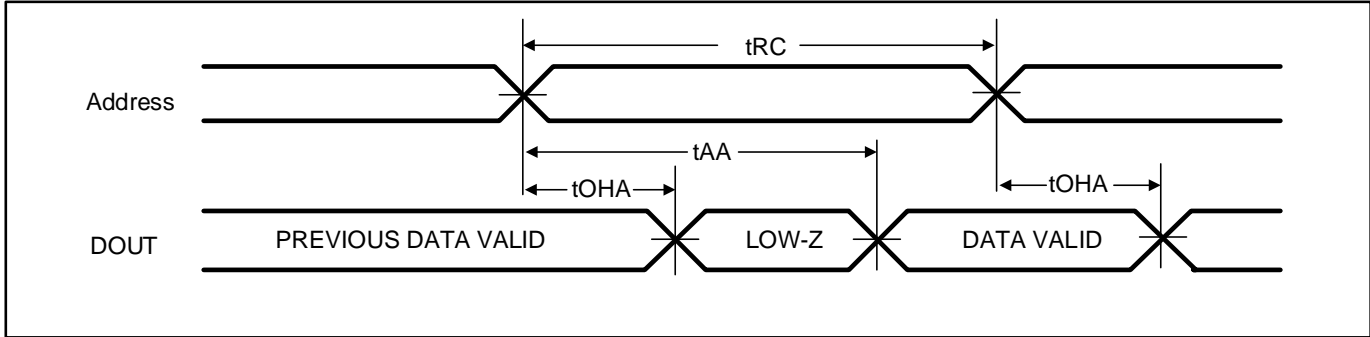 tRC
Address
tAA
tOHA
tOHA
DOUT
PREVIOUS DATA VALID
LOW-Z
DATA VALID